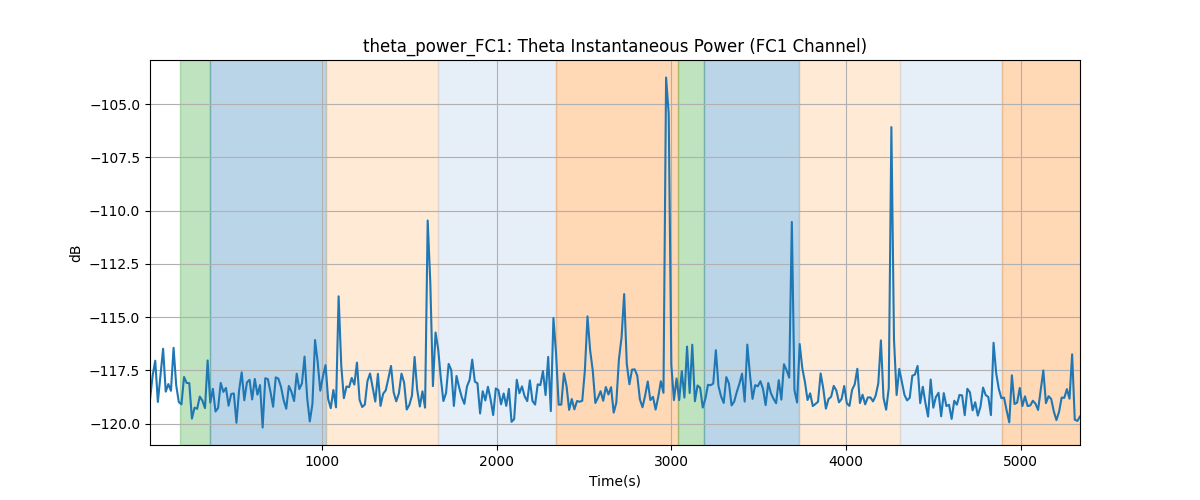 theta_power_FC1: Theta Instantaneous Power (FC1 Channel)
dB
−105.0
−107.5
−110.0
−112.5
−115.0
−117.5
−120.0
1000 2000 3000 4000 5000
Time(s)